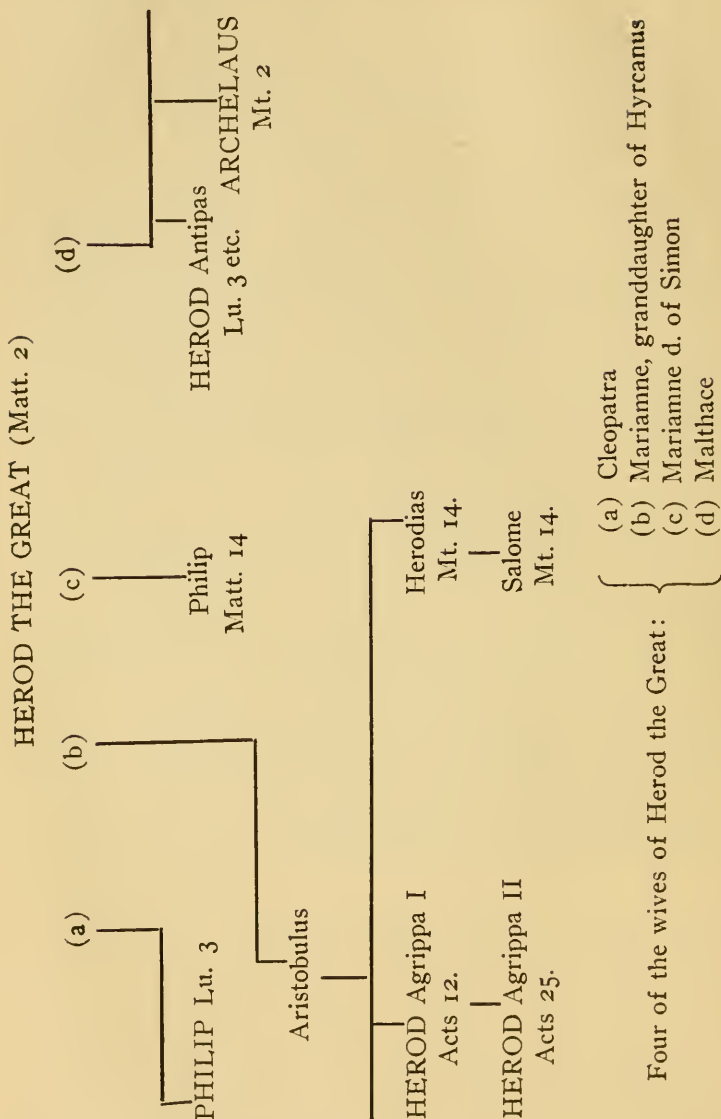 HEROD THE GREAT (Matt. 2)
(a)
(b)
(c)
(d)
PHILIP Lu. 3
Aristobulus
Philip
Matt. 14
HEROD Antipas
Lu. 3 etc.
ARCHELAUS
Mt. 2
HEROD Agrippa I
Acts 12.
Herodias
Mt. 14.
HEROD Agrippa II
Acts 25.
Salome
Mt. 14.
Four of the wives of Herod the Great:
(a) Cleopatra
(b) Mariamne, granddaughter of Hyrcanus
(c) Mariamne d. of Simon
(d) Malthace